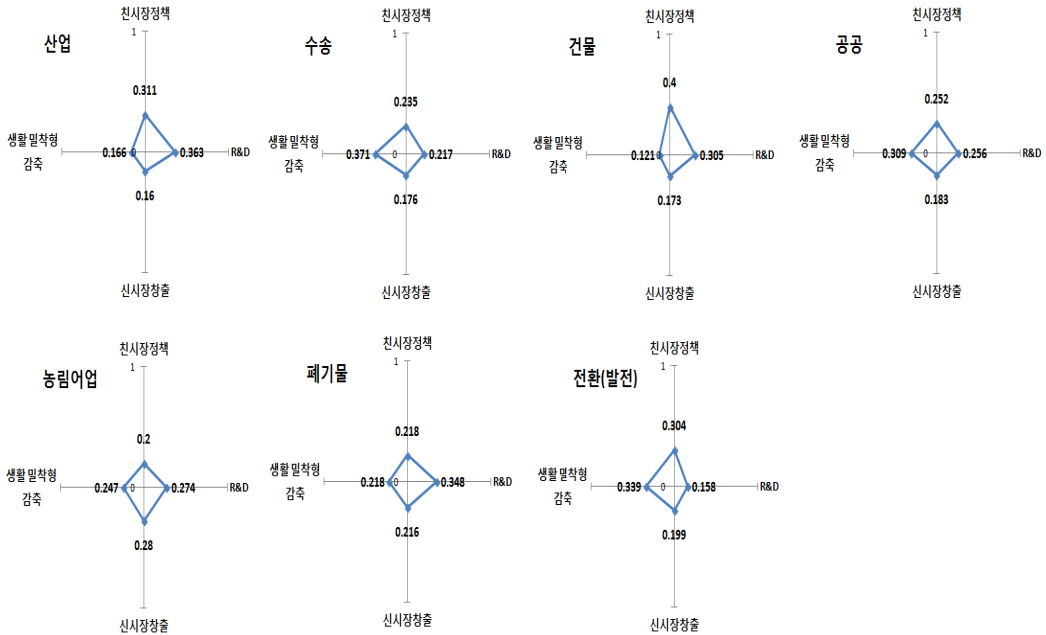 친시장정책
산업
1
0.311
생활 밀착형
감축
0.166
0
0.363
R&D
0.16
신시장창출
친시장정책
수송
1
0.235
생활 밀착형
감축
0.371
0
0.217
R&D
0.176
신시장창출
친시장정책
건물
1
0.4
생활 밀착형
감축
0.121
0
0.305
R&D
0.173
신시장창출
친시장정책
공공
1
0.252
생활 밀착형
감축
0.309
0
0.256
R&D
0.183
신시장창출
친시장정책
농림어업
1
0.2
생활 밀착형
감축
0.247
0
0.274
R&D
0.28
신시장창출
친시장정책
폐기물
1
0.218
생활 밀착형
감축
0.218
0
0.348
R&D
0.216
신시장창출
친시장정책
전환(발전)
1
0.304
생활 밀착형
감축
0.339
0
0.158
R&D
0.199
신시장창출